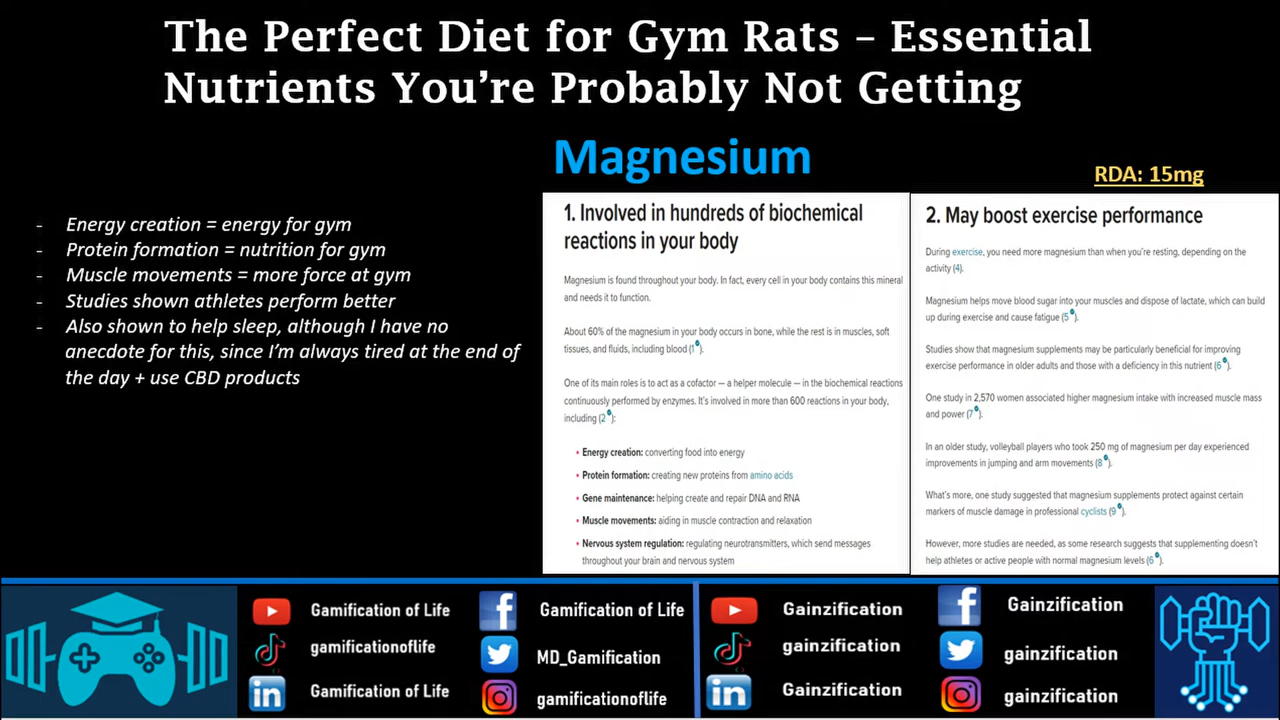 The Perfect Diet for Gym Rats – Essential
Nutrients You're Probably Not Getting
Magnesium
RDA: 15mg
- Energy creation = energy for gym
- Protein formation = nutrition for gym
- Muscle movements = more force at gym
- Studies shown athletes perform better
- Also shown to help sleep, although I have no
anecdote for this, since I'm always tired at the end of
the day + use CBD products
1. Involved in hundreds of biochemical
reactions in your body
Magnesium is found throughout your body. In fact, every cell in your body contains this mineral
and needs it to function.
About 60% of the magnesium in your body occurs in bone, while the rest is in muscles, soft
tissues, and fluids, including blood (1).
One of its main roles is to act as a cofactor — a helper molecule — in the biochemical reactions
continuously performed by enzymes. It's involved in more than 600 reactions in your body,
including (2):
• Energy creation: converting food into energy
• Protein formation: creating new proteins from amino acids
• Gene maintenance: helping create and repair DNA and RNA
• Muscle movements: aiding in muscle contraction and relaxation
• Nervous system regulation: regulating neurotransmitters, which send messages
throughout your brain and nervous system
2. May boost exercise performance
During exercise, you need more magnesium than when you're resting, depending on the
activity (4).
Magnesium helps move blood sugar into your muscles and dispose of lactate, which can build
up during exercise and cause fatigue (5).
Studies show that magnesium supplements may be particularly beneficial for improving
exercise performance in older adults and those with a deficiency in this nutrient (6).
One study in 2,570 women associated higher magnesium intake with increased muscle mass
and power (7).
In an older study, volleyball players who took 250 mg of magnesium per day experienced
improvements in jumping and arm movements (8).
What's more, one study suggested that magnesium supplements protect against certain
markers of muscle damage in professional cyclists (9).
However, more studies are needed, as some research suggests that supplementing doesn't
help athletes or active people with normal magnesium levels (6).
Gamification of Life
gamificationoflife
Gamification of Life
Gamification of Life
MD_Gamification
gamificationoflife
Gainzification
gainzification
Gainzification
Gainzification
gainzification
gainzification